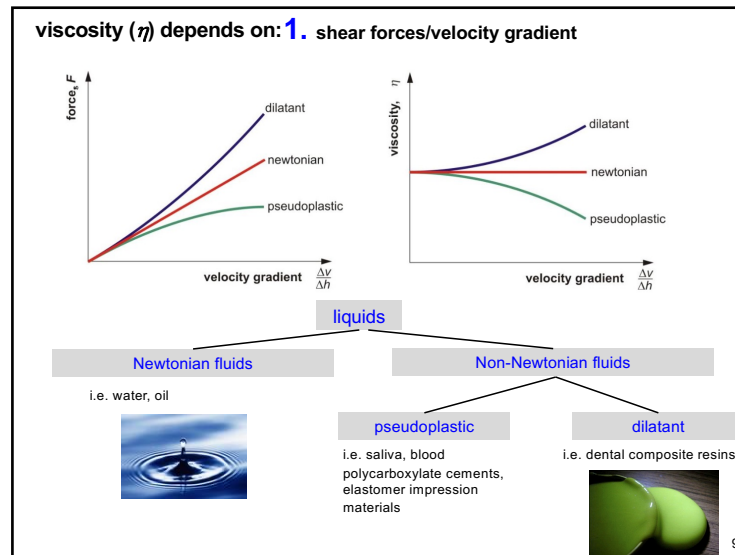 viscosity (η) depends on: 1. shear forces/velocity gradient
force, F
dilatant
newtonian
pseudoplastic
velocity gradient Δv/Δh
viscosity, η
dilatant
newtonian
pseudoplastic
velocity gradient Δv/Δh
liquids
Newtonian fluids
Non-Newtonian fluids
i.e. water, oil
pseudoplastic
dilatant
i.e. saliva, blood
polycarboxylate cements,
elastomer impression
materials
i.e. dental composite resins
9